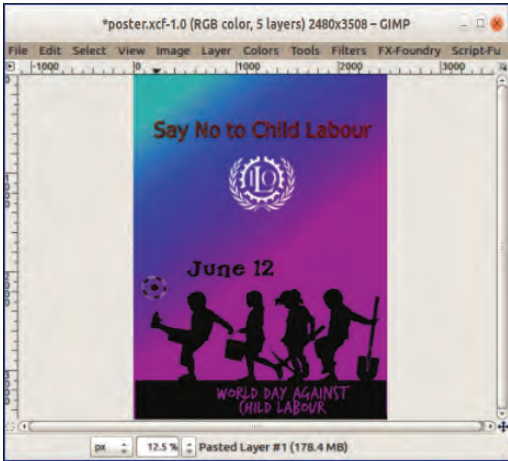 *poster.xcf-1.0 (RGB color, 5 layers) 2480x3508 – GIMP
File Edit Select View Image Layer Colors Tools Filters FX-Foundry Script-Fu
-1000 0 1000 2000 3000
Say No to Child Labour
ILO
June 12
WORLD DAY AGAINST
CHILD LABOUR
px 12.5 % Pasted Layer #1 (178.4 MB)